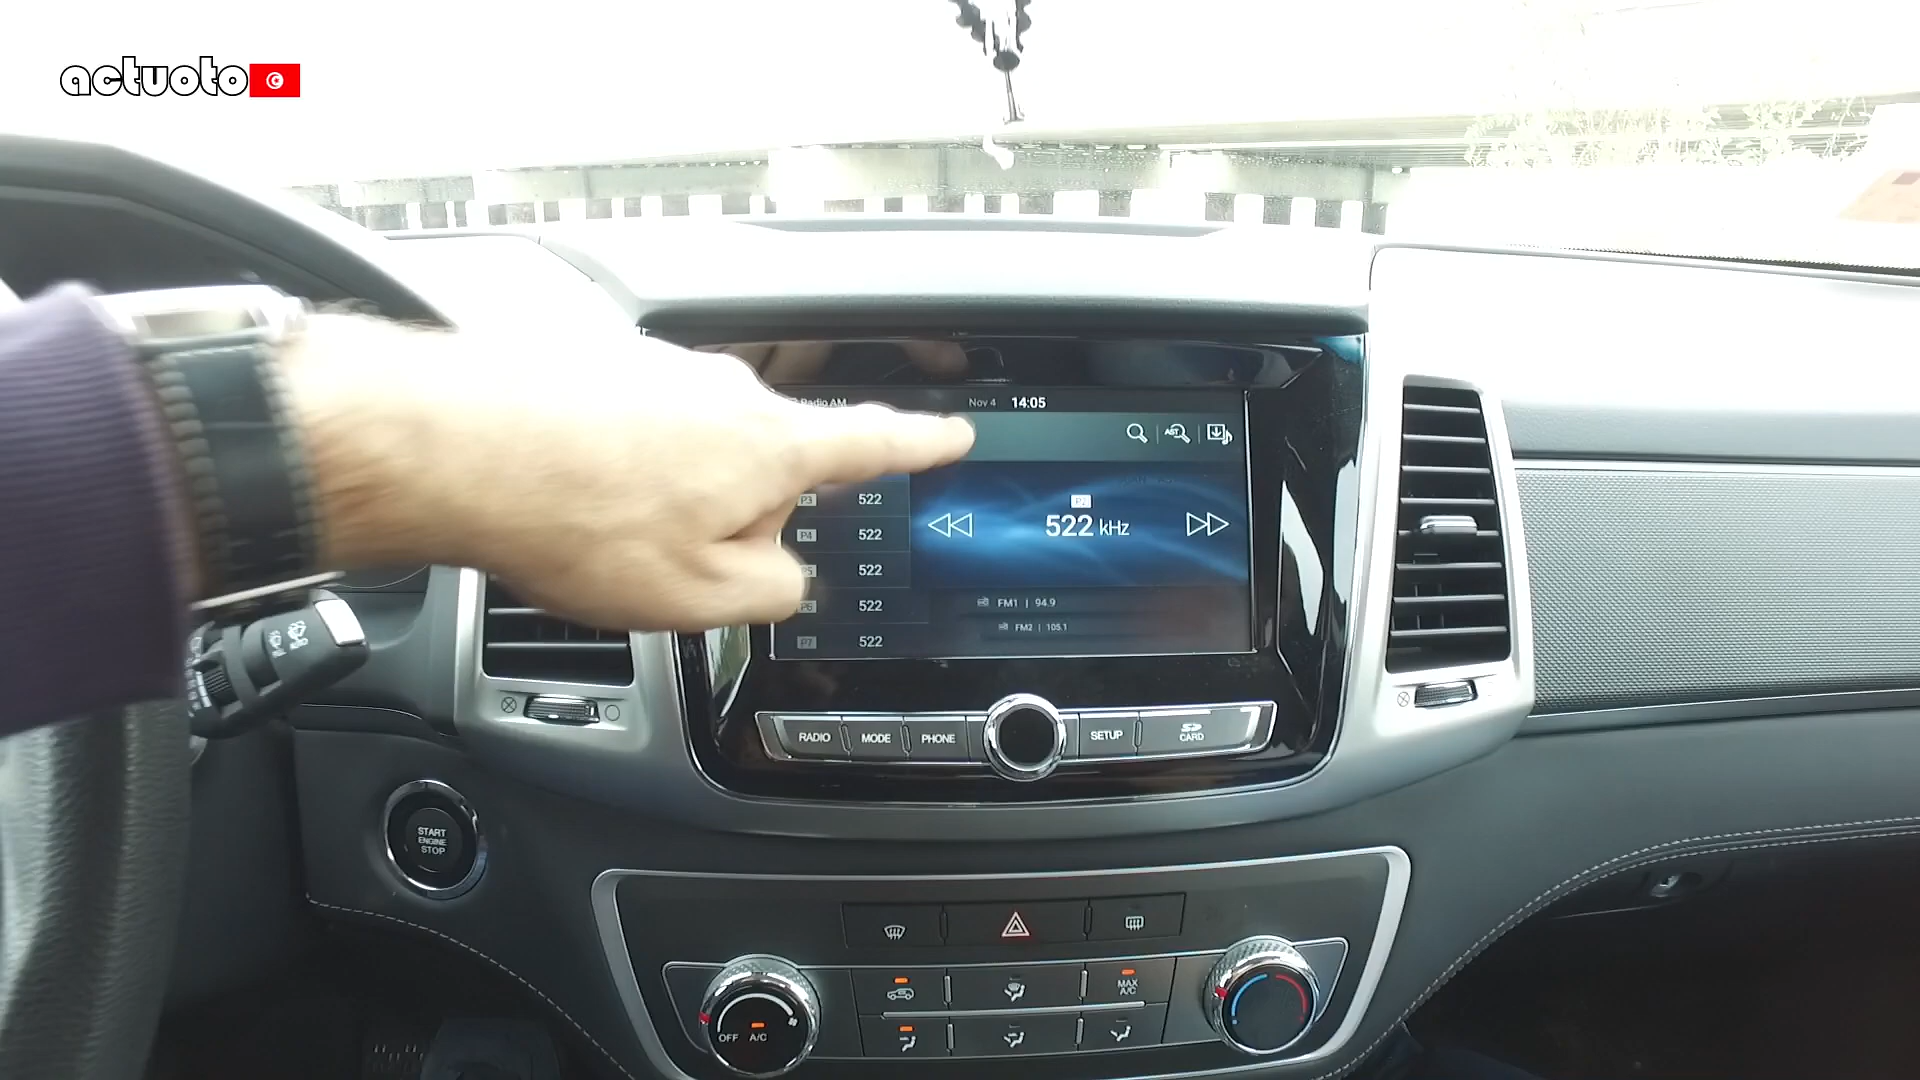 actuoto
Radio AM
Nov 4 14:05
AST
P3 522
P2
522 kHz
P4 522
P5 522
P6 522
FM1 | 94.9
FM2 | 105.1
P7 522
RADIO
MODE
PHONE
SETUP
CARD
START
ENGINE
STOP
MAX
A/C
OFF A/C